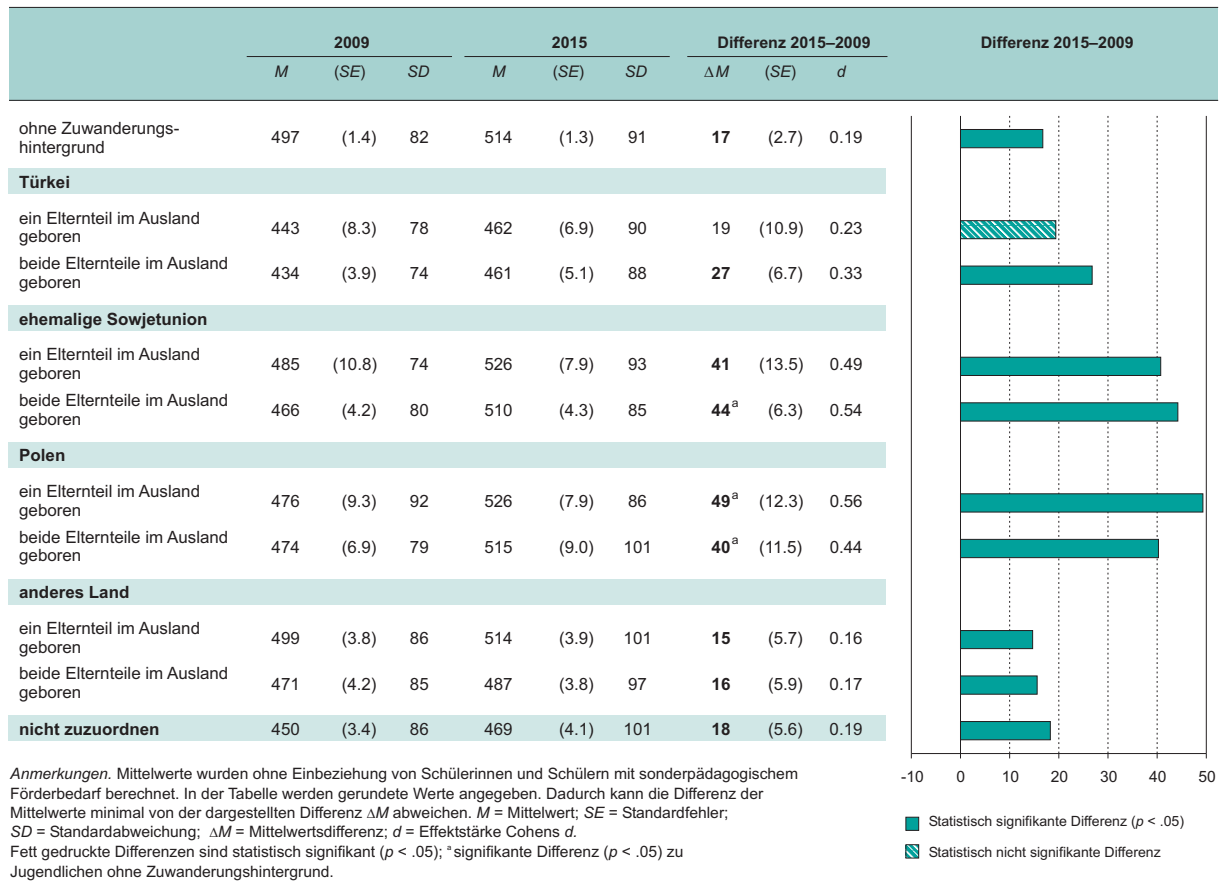 2009 2015 Differenz 2015–2009 Differenz 2015–2009
M (SE) SD M (SE) SD ΔM (SE) d
ohne Zuwanderungs-
hintergrund 497 (1.4) 82 514 (1.3) 91 17 (2.7) 0.19
Türkei
ein Elternteil im Ausland
geboren 443 (8.3) 78 462 (6.9) 90 19 (10.9) 0.23
beide Elternteile im Ausland
geboren 434 (3.9) 74 461 (5.1) 88 27 (6.7) 0.33
ehemalige Sowjetunion
ein Elternteil im Ausland
geboren 485 (10.8) 74 526 (7.9) 93 41 (13.5) 0.49
beide Elternteile im Ausland
geboren 466 (4.2) 80 510 (4.3) 85 44ᵃ (6.3) 0.54
Polen
ein Elternteil im Ausland
geboren 476 (9.3) 92 526 (7.9) 86 49ᵃ (12.3) 0.56
beide Elternteile im Ausland
geboren 474 (6.9) 79 515 (9.0) 101 40ᵃ (11.5) 0.44
anderes Land
ein Elternteil im Ausland
geboren 499 (3.8) 86 514 (3.9) 101 15 (5.7) 0.16
beide Elternteile im Ausland
geboren 471 (4.2) 85 487 (3.8) 97 16 (5.9) 0.17
nicht zuzuordnen 450 (3.4) 86 469 (4.1) 101 18 (5.6) 0.19
-10 0 10 20 30 40 50
Statistisch signifikante Differenz (p < .05)
Statistisch nicht signifikante Differenz
Anmerkungen. Mittelwerte wurden ohne Einbeziehung von Schülerinnen und Schülern mit sonderpädagogischem
Förderbedarf berechnet. In der Tabelle werden gerundete Werte angegeben. Dadurch kann die Differenz der
Mittelwerte minimal von der dargestellten Differenz ΔM abweichen. M = Mittelwert; SE = Standardfehler;
SD = Standardabweichung; ΔM = Mittelwertsdifferenz; d = Effektstärke Cohens d.
Fett gedruckte Differenzen sind statistisch signifikant (p < .05); ᵃ signifikante Differenz (p < .05) zu
Jugendlichen ohne Zuwanderungshintergrund.